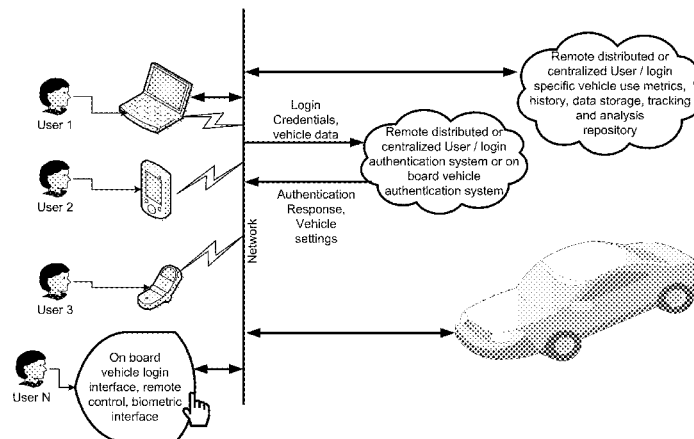 User 1
User 2
User 3
User N
On board
vehicle login
interface, remote
control, biometric
interface
Network
Login
Credentials,
vehicle data
Authentication
Response,
Vehicle
settings
Remote distributed or
centralized User / login
authentication system or on
board vehicle
authentication system
Remote distributed or
centralized User / login
specific vehicle use metrics,
history, data storage, tracking
and analysis
repository